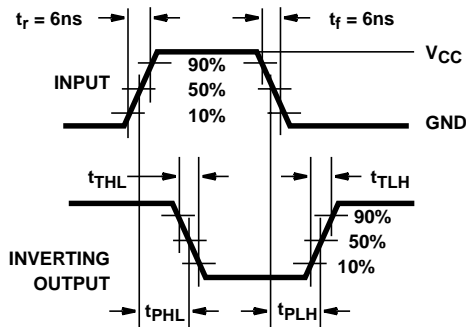 tr = 6ns
tf = 6ns
VCC
90%
INPUT
50%
10%
GND
tTHL
tTLH
90%
50%
INVERTING
OUTPUT
10%
tPHL
tPLH